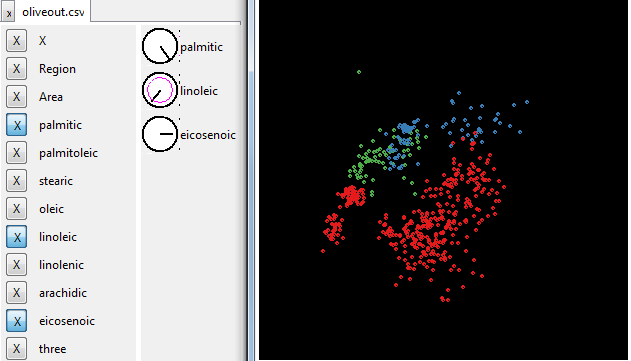 x oliveout.csv
X X
X Region
X Area
X palmitic
X palmitoleic
X stearic
X oleic
X linoleic
X linolenic
X arachidic
X eicosenoic
X three
palmitic
linoleic
eicosenoic